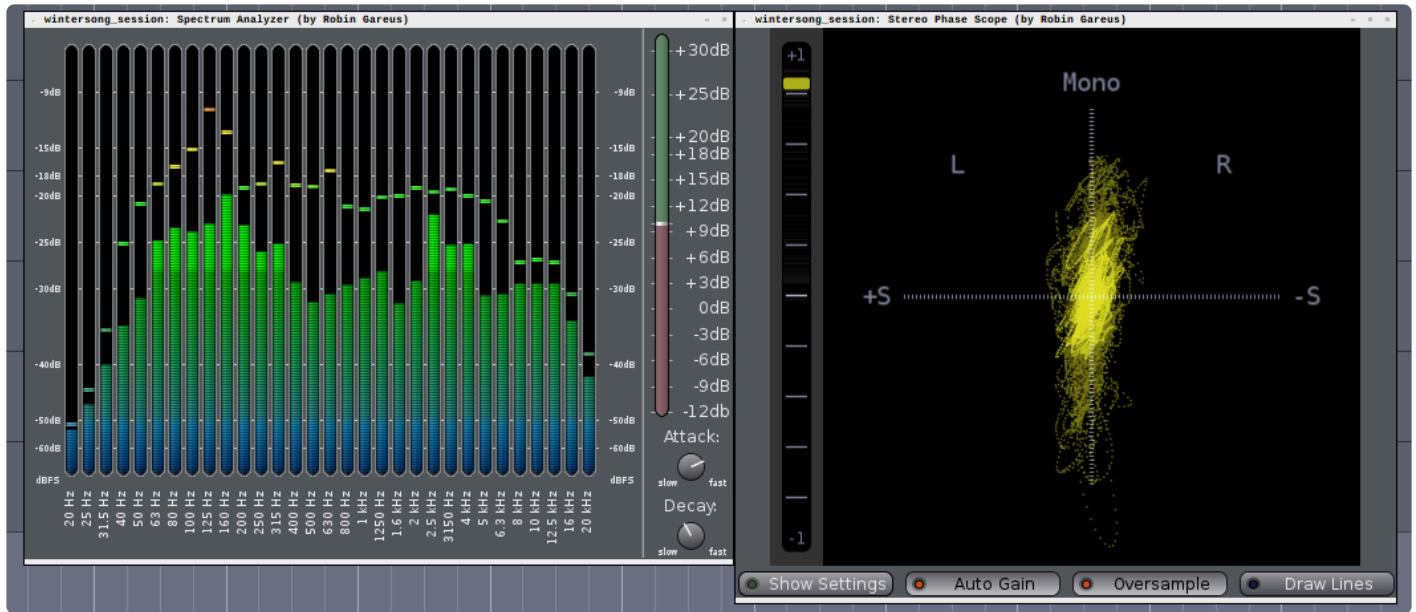 wintersong_session: Spectrum Analyzer (by Robin Gareus)
-9dB
-15dB
-18dB
-20dB
-25dB
-30dB
-40dB
-50dB
-60dB
dBFS
-9dB
-15dB
-18dB
-20dB
-25dB
-30dB
-40dB
-50dB
-60dB
dBFS
20 Hz
25 Hz
31.5 Hz
40 Hz
50 Hz
63 Hz
80 Hz
100 Hz
125 Hz
160 Hz
200 Hz
250 Hz
315 Hz
400 Hz
500 Hz
630 Hz
800 Hz
1 kHz
1250 Hz
1.6 kHz
2 kHz
2.5 kHz
3150 Hz
4 kHz
5 kHz
6.3 kHz
8 kHz
10 kHz
12.5 kHz
16 kHz
20 kHz
+30dB
+25dB
+20dB
+18dB
+15dB
+12dB
+9dB
+6dB
+3dB
0dB
-3dB
-6dB
-9dB
-12db
Attack:
slow fast
Decay:
slow fast
wintersong_session: Stereo Phase Scope (by Robin Gareus)
+1
-1
Mono
L R
+S -S
Show Settings
Auto Gain
Oversample
Draw Lines